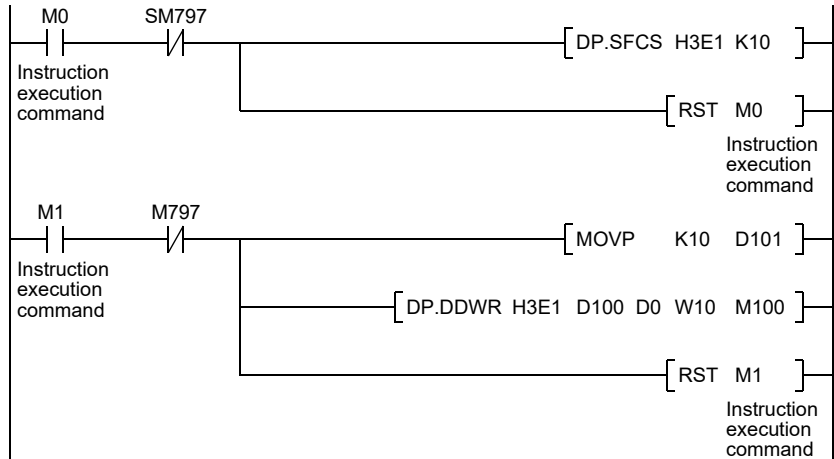 M0 SM797
DP.SFCS H3E1 K10
Instruction
execution
command
RST M0
Instruction
execution
command
M1 M797
MOVP K10 D101
Instruction
execution
command
DP.DDWR H3E1 D100 D0 W10 M100
RST M1
Instruction
execution
command